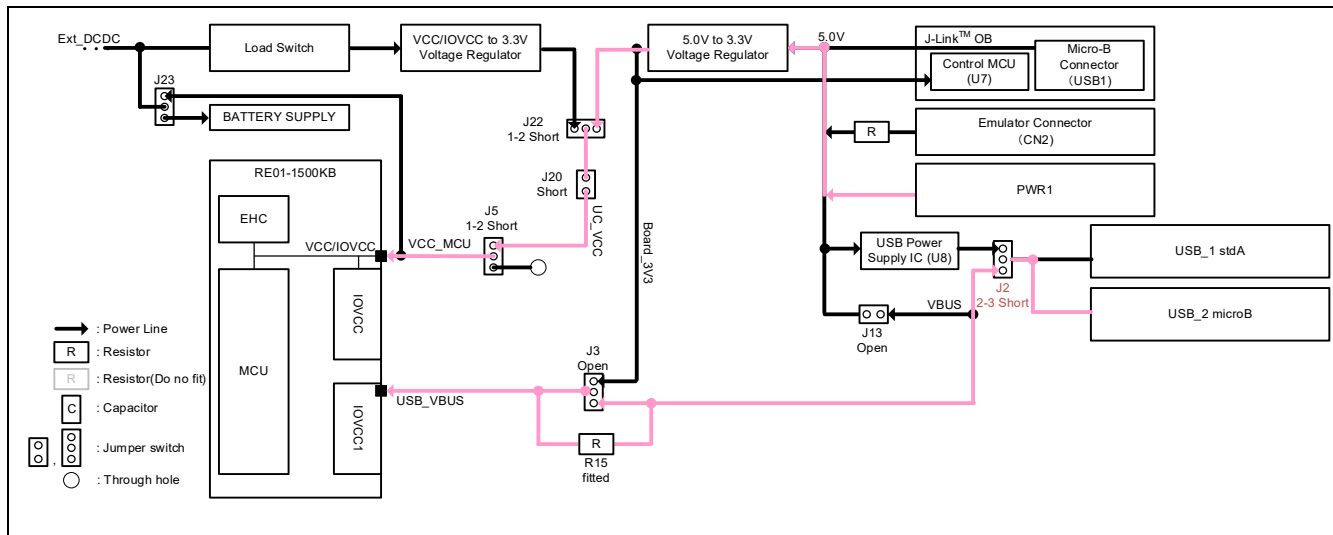 Ext_DCDC
Load Switch
VCC/IOVCC to 3.3V
Voltage Regulator
5.0V to 3.3V
Voltage Regulator
5.0V
J-Link™ OB
Control MCU
(U7)
Micro-B
Connector
(USB1)
J23
BATTERY SUPPLY
J22
1-2 Short
R
Emulator Connector
(CN2)
RE01-1500KB
J20
Short
PWR1
EHC
J5
1-2 Short
UC_VCC
Board_3V3
VCC/IOVCC
VCC_MCU
USB Power
Supply IC (U8)
J2
2-3 Short
USB_1 stdA
IOVCC
VBUS
J13
Open
USB_2 microB
: Power Line
R
: Resistor
R
: Resistor(Do no fit)
C
: Capacitor
,
: Jumper switch
: Through hole
MCU
J3
Open
USB_VBUS
IOVCC1
R
R15
fitted